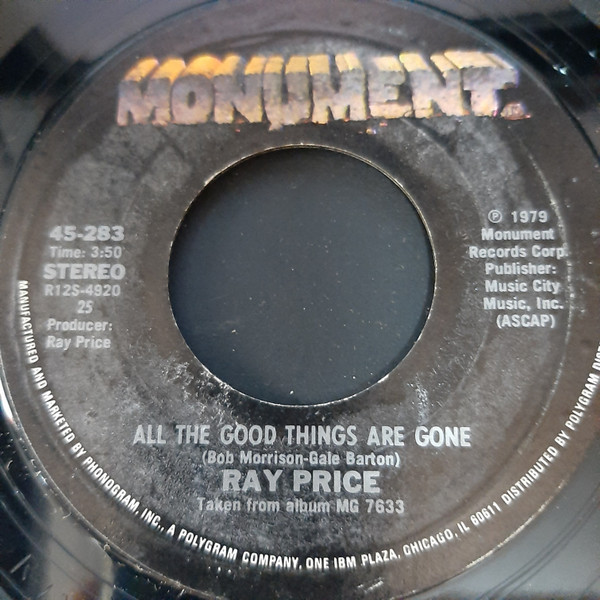 MONUMENT.
45-283
Time: 3:50
STEREO
R12S-4920
25
Producer:
Ray Price
℗ 1979
Monument
Records Corp.
Publisher:
Music City
Music, Inc.
(ASCAP)
ALL THE GOOD THINGS ARE GONE
(Bob Morrison-Gale Barton)
RAY PRICE
Taken from album MG 7633
MANUFACTURED AND MARKETED BY PHONOGRAM, INC., A POLYGRAM COMPANY, ONE IBM PLAZA, CHICAGO, IL 60611 DISTRIBUTED BY POLYGRAM